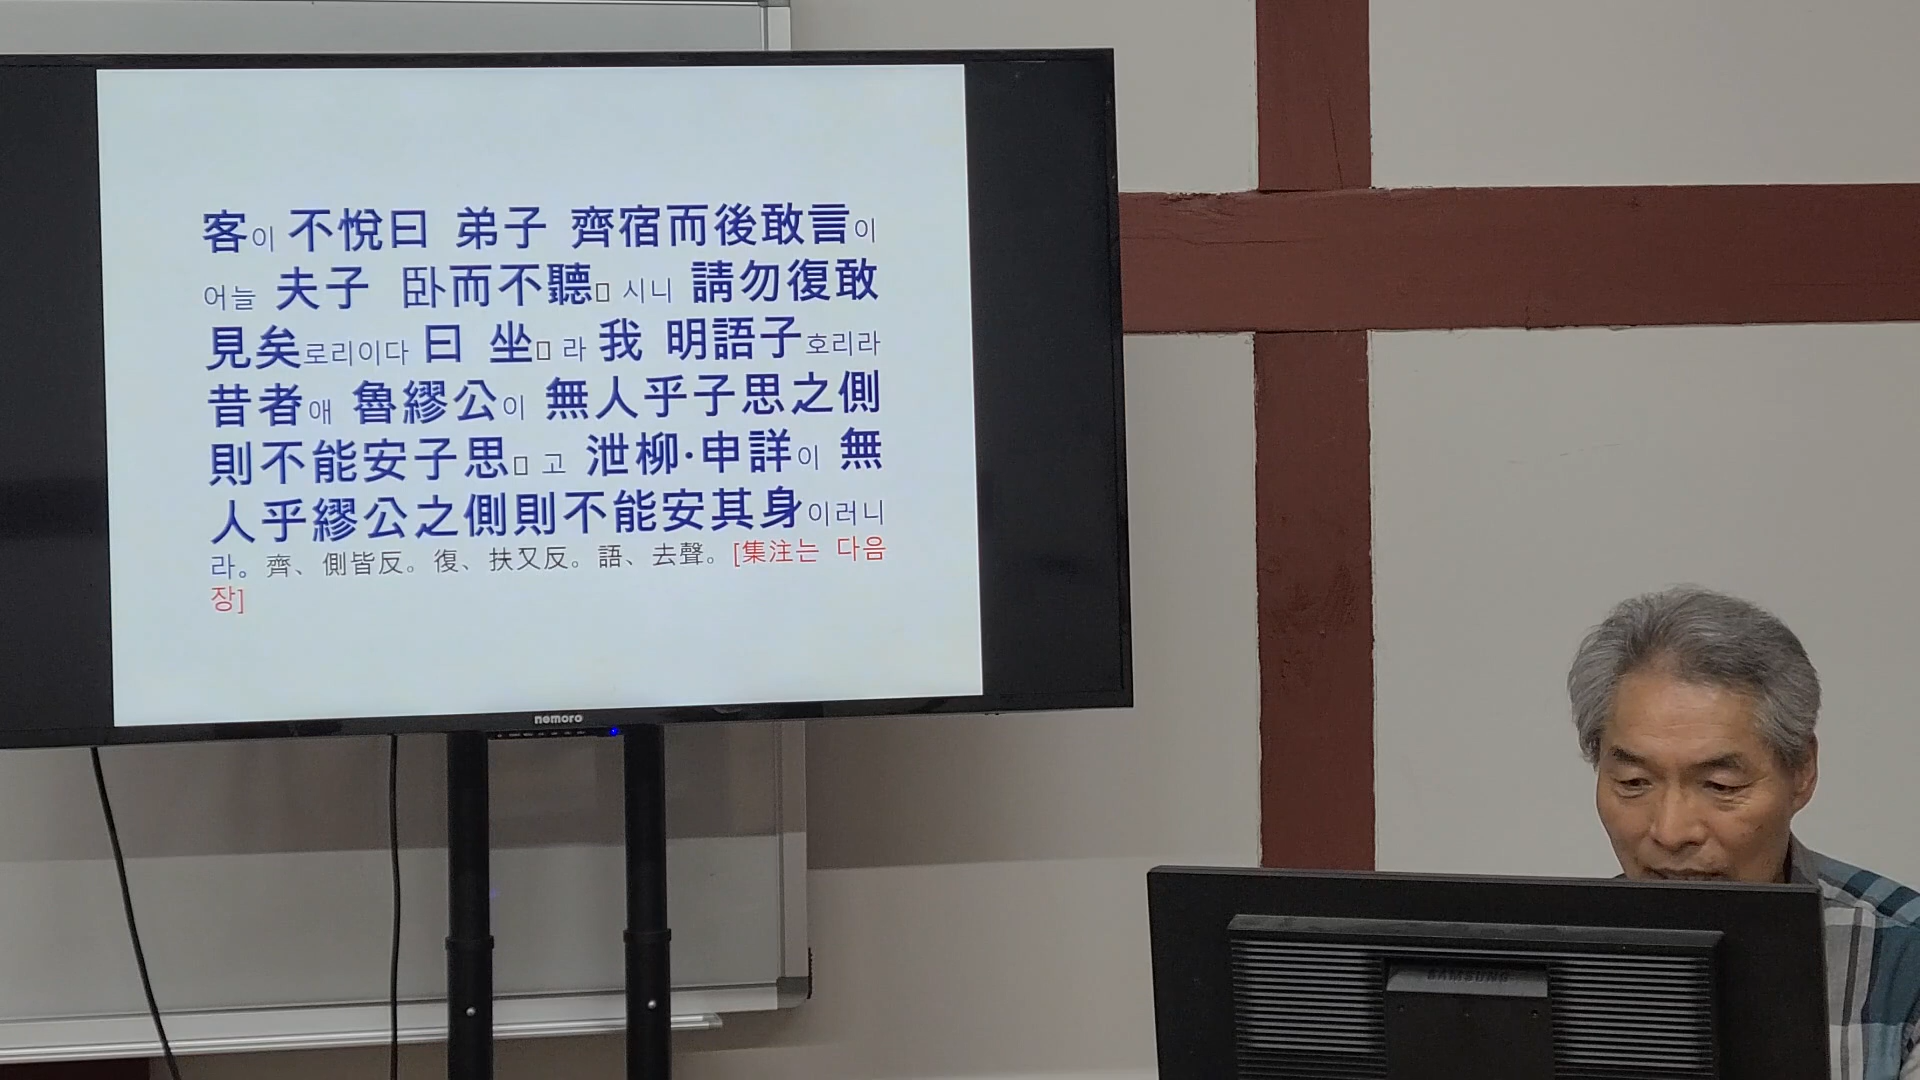 客이 不悅曰 弟子 齊宿而後敢言이
어늘 夫子 卧而不聽▯ 시니 請勿復敢
見矣로리이다 曰 坐▯ 라 我 明語子호리라
昔者애 魯繆公이 無人乎子思之側
則不能安子思▯ 고 泄柳·申詳이 無
人乎繆公之側則不能安其身이러니
라。齊、側皆反。復、扶又反。語、去聲。[集注는 다음
장]
nemoro
SAMSUNG